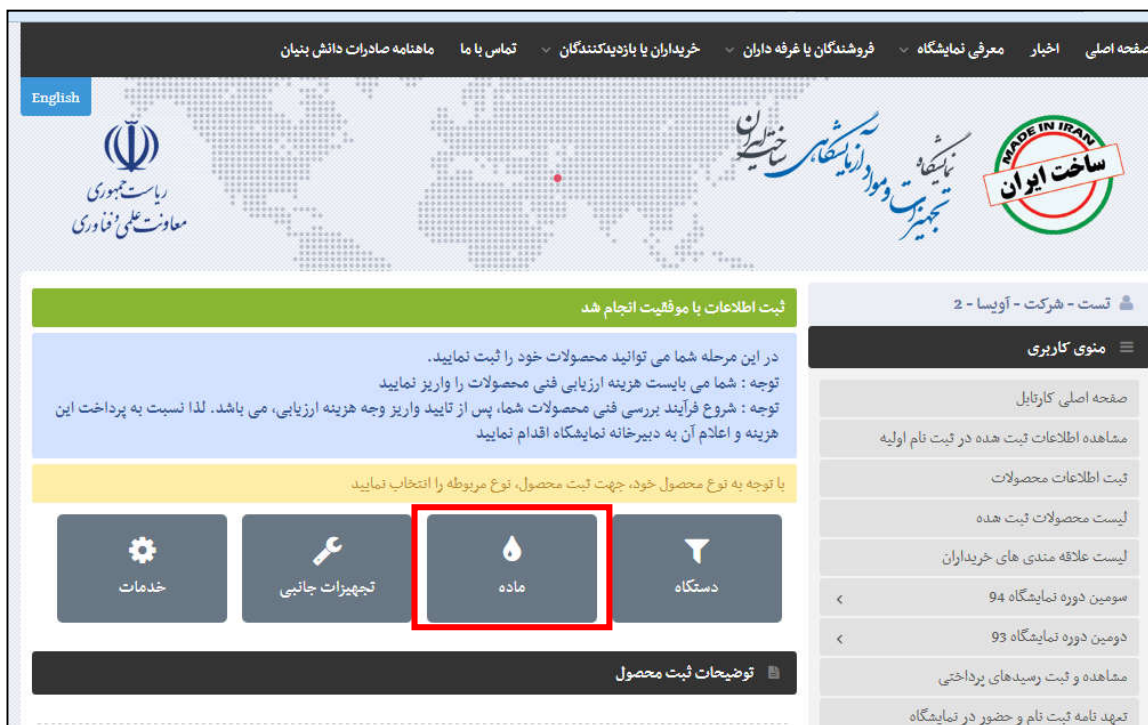 صفحه اصلی
اخبار
معرفی نمایشگاه
فروشندگان یا غرفه داران
خریداران یا بازدیدکنندگان
تماس با ما
ماهنامه صادرات دانش بنیان
English
MADE IN IRAN
ساخت ایران
نمایشگاه
تجهیزات و مواد آزمایشگاهی ساخت ایران
ریاست جمهوری
معاونت علمی و فناوری
تست - شرکت - آویسا - 2
منوی کاربری
صفحه اصلی کارتابل
مشاهده اطلاعات ثبت شده در ثبت نام اولیه
ثبت اطلاعات محصولات
لیست محصولات ثبت شده
لیست علاقه مندی های خریداران
سومین دوره نمایشگاه 94
دومین دوره نمایشگاه 93
مشاهده و ثبت رسیدهای پرداختی
تعهد نامه ثبت نام و حضور در نمایشگاه
ثبت اطلاعات با موفقیت انجام شد
در این مرحله شما می توانید محصولات خود را ثبت نمایید.
توجه : شما می بایست هزینه ارزیابی فنی محصولات را واریز نمایید
توجه : شروع فرآیند بررسی فنی محصولات شما، پس از تایید واریز وجه هزینه ارزیابی، می باشد. لذا نسبت به پرداخت این
هزینه و اعلام آن به دبیرخانه نمایشگاه اقدام نمایید
با توجه به نوع محصول خود، جهت ثبت محصول، نوع مربوطه را انتخاب نمایید
دستگاه
ماده
تجهیزات جانبی
خدمات
توضیحات ثبت محصول